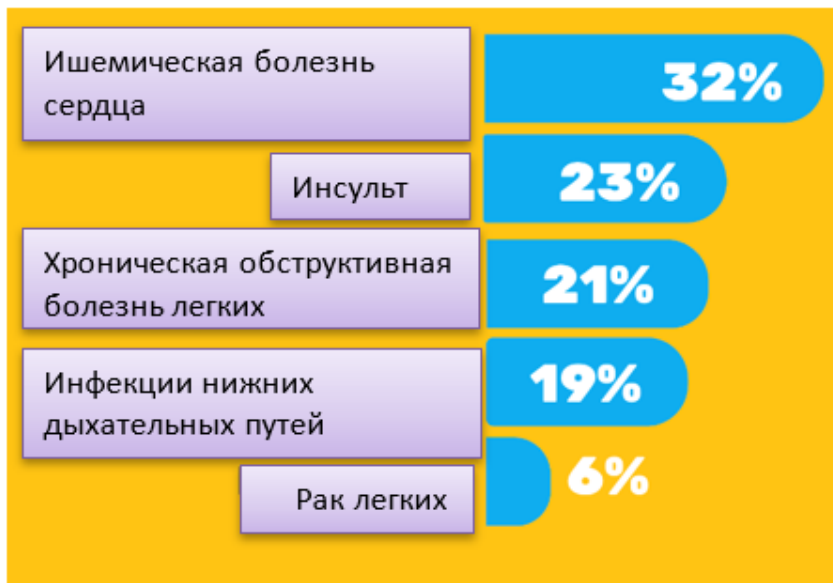 Ишемическая болезнь
сердца
32%
Инсульт
23%
Хроническая обструктивная
болезнь легких
21%
Инфекции нижних
дыхательных путей
19%
Рак легких
6%